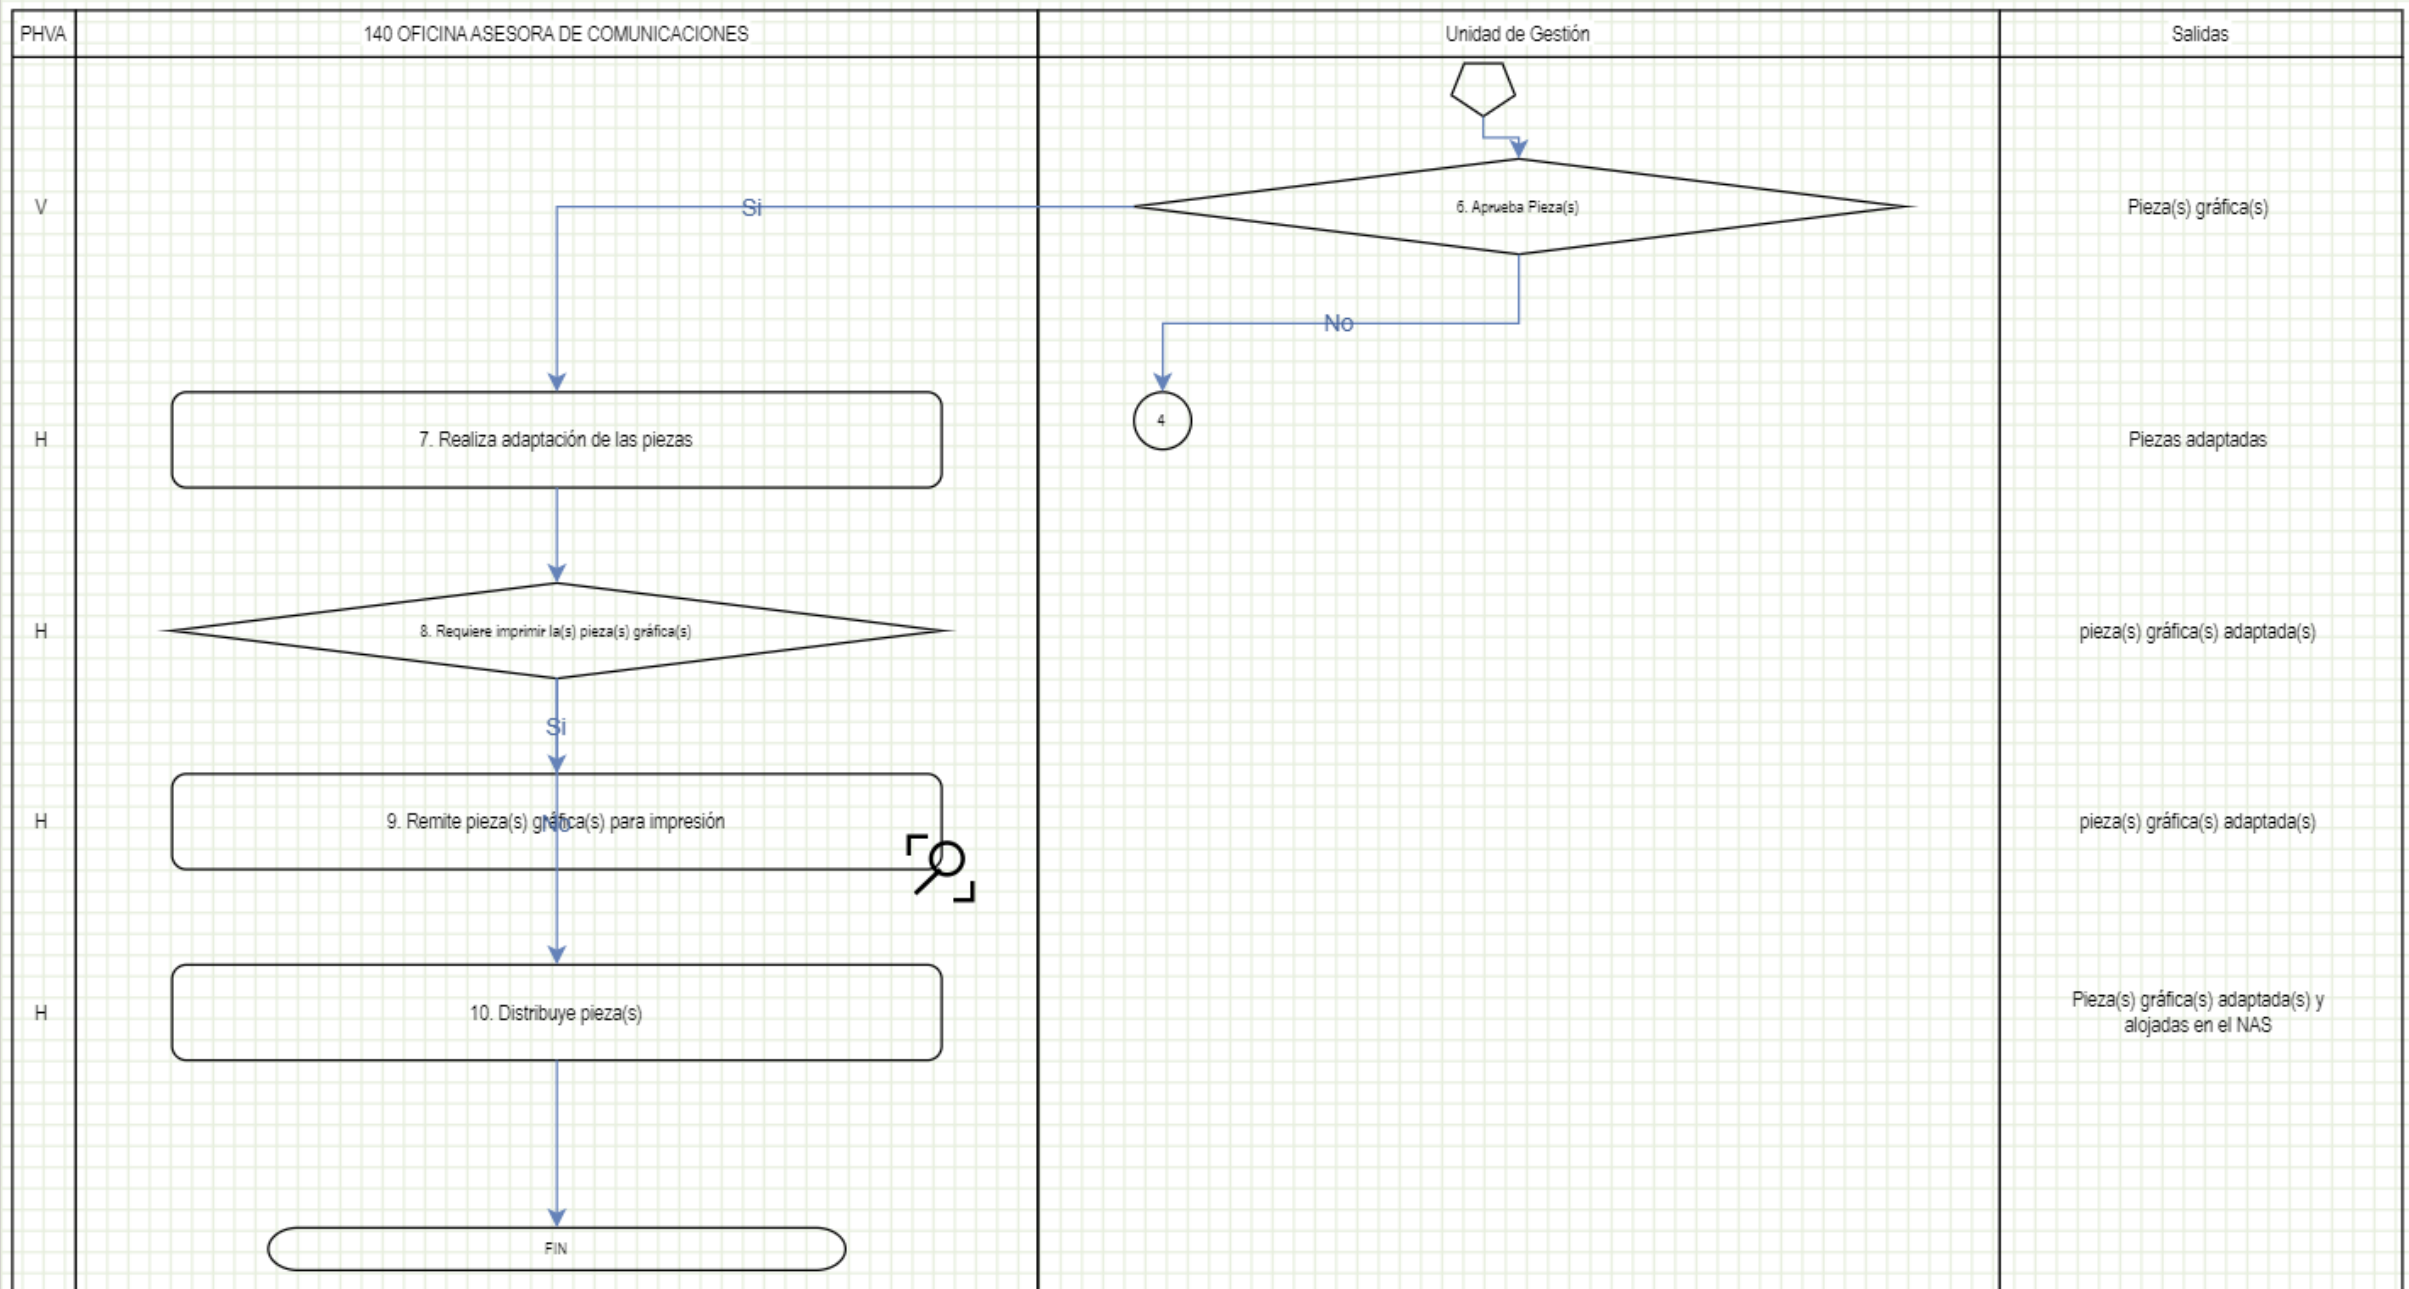 PHVA
140 OFICINA ASESORA DE COMUNICACIONES
Unidad de Gestión
Salidas
V
Si
6. Aprueba Pieza(s)
Pieza(s) gráfica(s)
No
H
7. Realiza adaptación de las piezas
4
Piezas adaptadas
H
8. Requiere imprimir la(s) pieza(s) gráfica(s)
pieza(s) gráfica(s) adaptada(s)
Si
H
9. Remite pieza(s) gráfica(s) para impresión
No
pieza(s) gráfica(s) adaptada(s)
H
10. Distribuye pieza(s)
Pieza(s) gráfica(s) adaptada(s) y
alojadas en el NAS
FIN